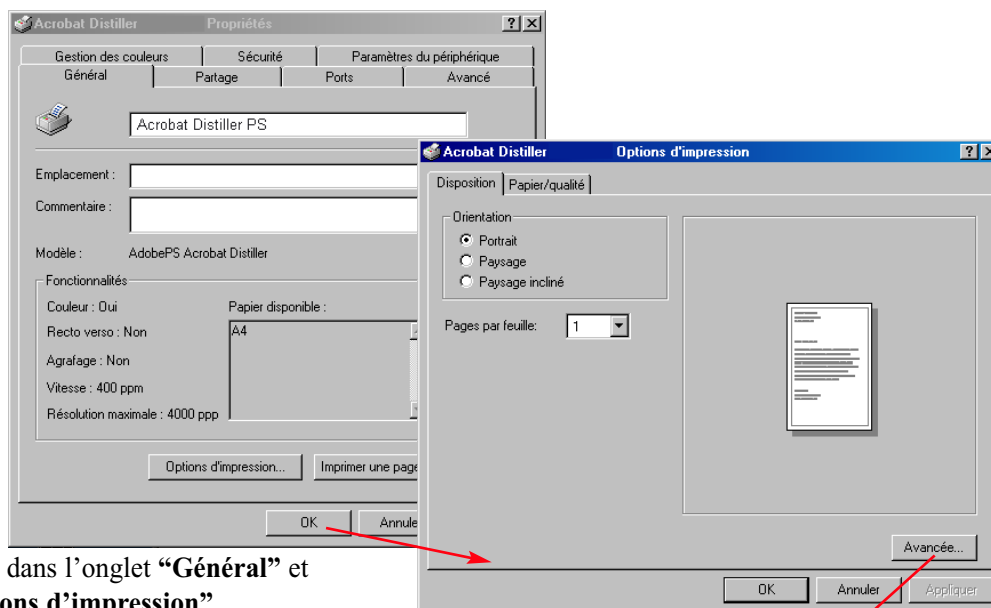 Acrobat Distiller Propriétés
Gestion des couleurs Sécurité Paramètres du périphérique
Général Partage Ports Avancé
Acrobat Distiller PS
Emplacement :
Commentaire :
Modèle : AdobePS Acrobat Distiller
Fonctionnalités
Couleur : Oui Papier disponible :
Recto verso : Non A4
Agrafage : Non
Vitesse : 400 ppm
Résolution maximale : 4000 ppp
Options d'impression... Imprimer une page
OK
Acrobat Distiller Options d'impression
Disposition Papier/qualité
Orientation
Portrait
Paysage
Paysage incliné
Pages par feuille: 1
Avancée...
OK Annuler Appliquer
dans l’onglet “Général” et
d’impression”